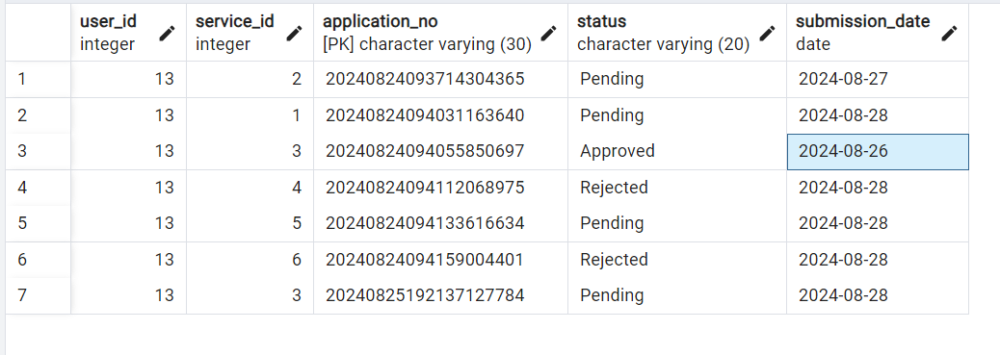 user_id service_id application_no status submission_date
integer integer [PK] character varying (30) character varying (20) date
1 13 2 20240824093714304365 Pending 2024-08-27
2 13 1 20240824094031163640 Pending 2024-08-28
3 13 3 20240824094055850697 Approved 2024-08-26
4 13 4 20240824094112068975 Rejected 2024-08-28
5 13 5 20240824094133616634 Pending 2024-08-28
6 13 6 20240824094159004401 Rejected 2024-08-28
7 13 3 20240825192137127784 Pending 2024-08-28